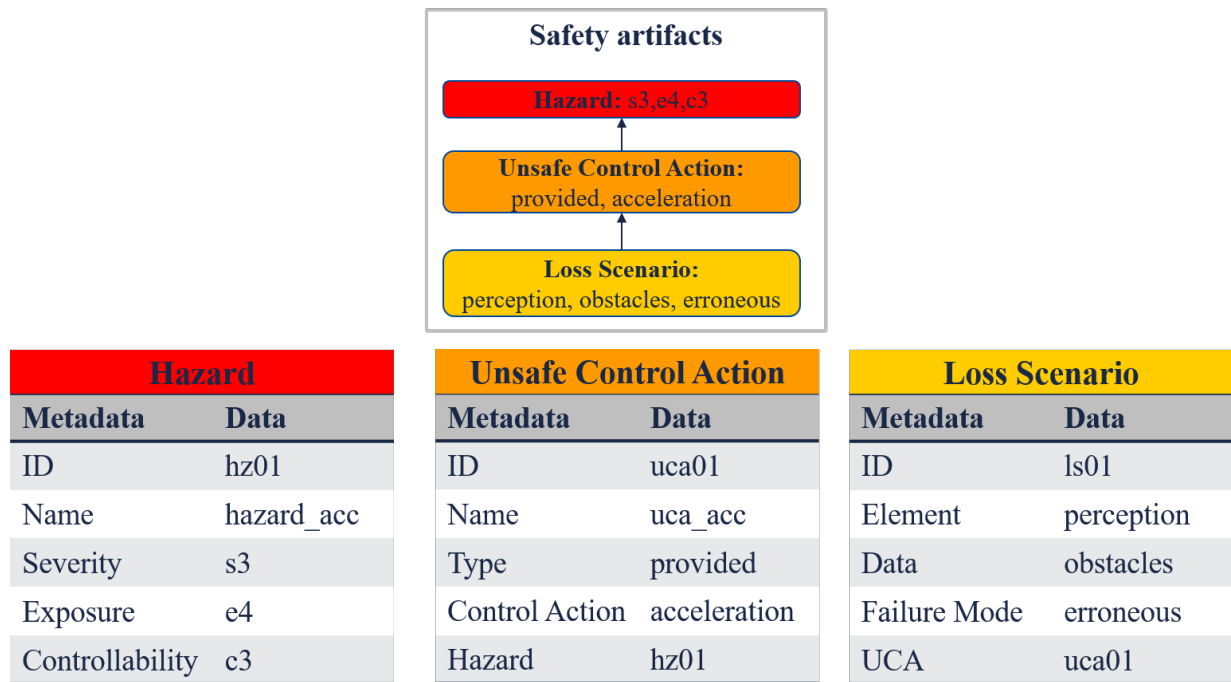 Safety artifacts
Hazard: s3,e4,c3
Unsafe Control Action:
provided, acceleration
Loss Scenario:
perception, obstacles, erroneous
Hazard
Metadata Data
ID hz01
Name hazard_acc
Severity s3
Exposure e4
Controllability c3
Unsafe Control Action
Metadata Data
ID uca01
Name uca_acc
Type provided
Control Action acceleration
Hazard hz01
Loss Scenario
Metadata Data
ID ls01
Element perception
Data obstacles
Failure Mode erroneous
UCA uca01